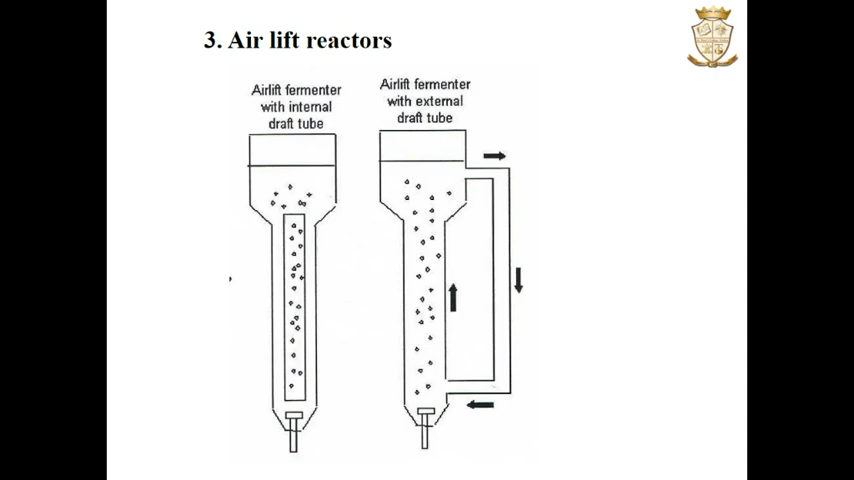 3. Air lift reactors
Airlift fermenter
with internal
draft tube
Airlift fermenter
with external
draft tube